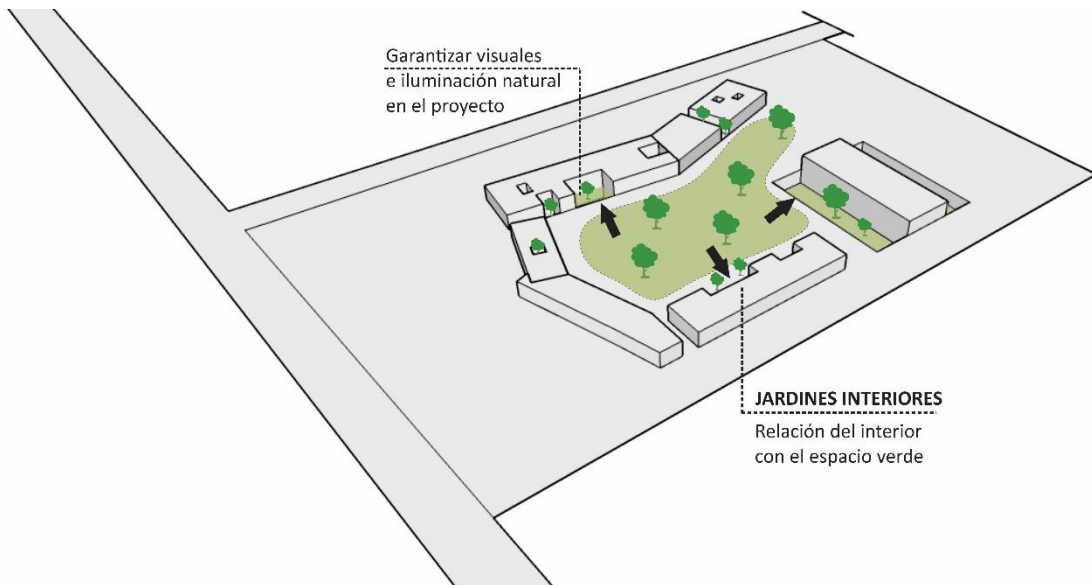 Garantizar visuales
e iluminación natural
en el proyecto
JARDINES INTERIORES
Relación del interior
con el espacio verde